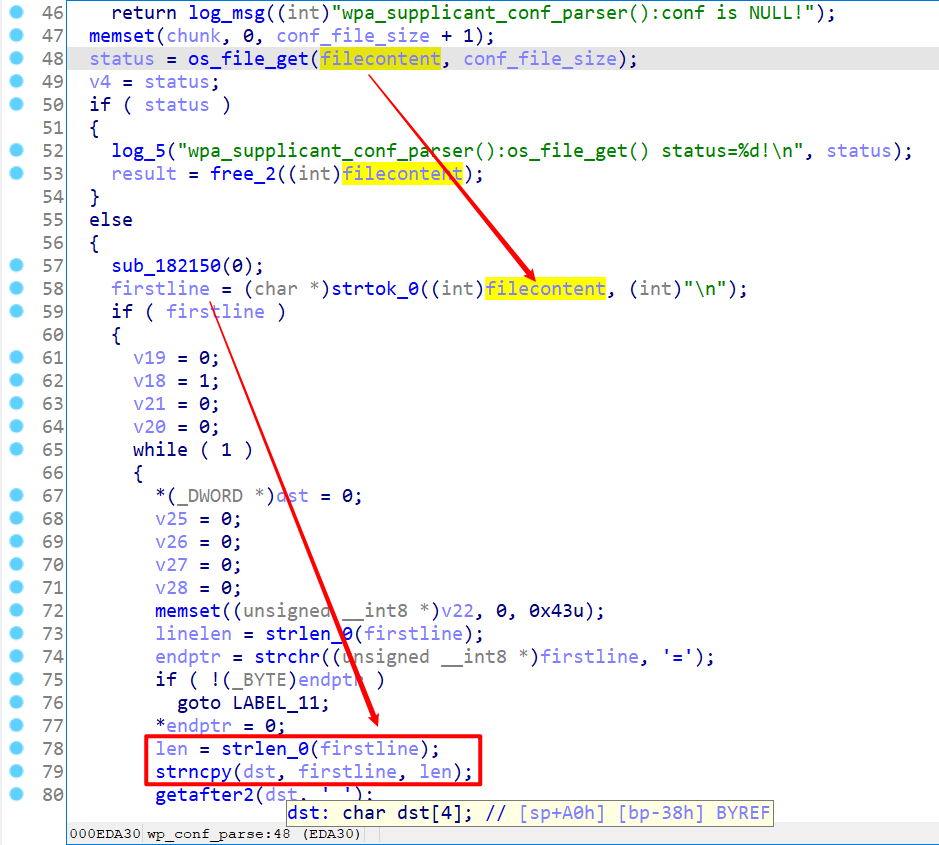 46 return log_msg((int)"wpa_supplicant_conf_parser():conf is NULL!");
47 memset(chunk, 0, conf_file_size + 1);
48 status = os_file_get(filecontent, conf_file_size);
49 v4 = status;
50 if ( status )
51 {
52 log_5("wpa_supplicant_conf_parser():os_file_get() status=%d!\n", status);
53 result = free_2((int)filecontent);
54 }
55 else
56 {
57 sub_182150(0);
58 firstline = (char *)strtok_0((int)filecontent, (int)"\n");
59 if ( firstline )
60 {
61 v19 = 0;
62 v18 = 1;
63 v21 = 0;
64 v20 = 0;
65 while ( 1 )
66 {
67 *(_DWORD *)dst = 0;
68 v25 = 0;
69 v26 = 0;
70 v27 = 0;
71 v28 = 0;
72 memset((unsigned __int8 *)v22, 0, 0x43u);
73 linelen = strlen_0(firstline);
74 endptr = strchr((unsigned __int8 *)firstline, '=');
75 if ( !(_BYTE)endptr )
76 goto LABEL_11;
77 *endptr = 0;
78 len = strlen_0(firstline);
79 strncpy(dst, firstline, len);
80 getafter2(dst, ' ');
dst: char dst[4]; // [sp+A0h] [bp-38h] BYREF
000EDA30 wp_conf_parse:48 (EDA30)